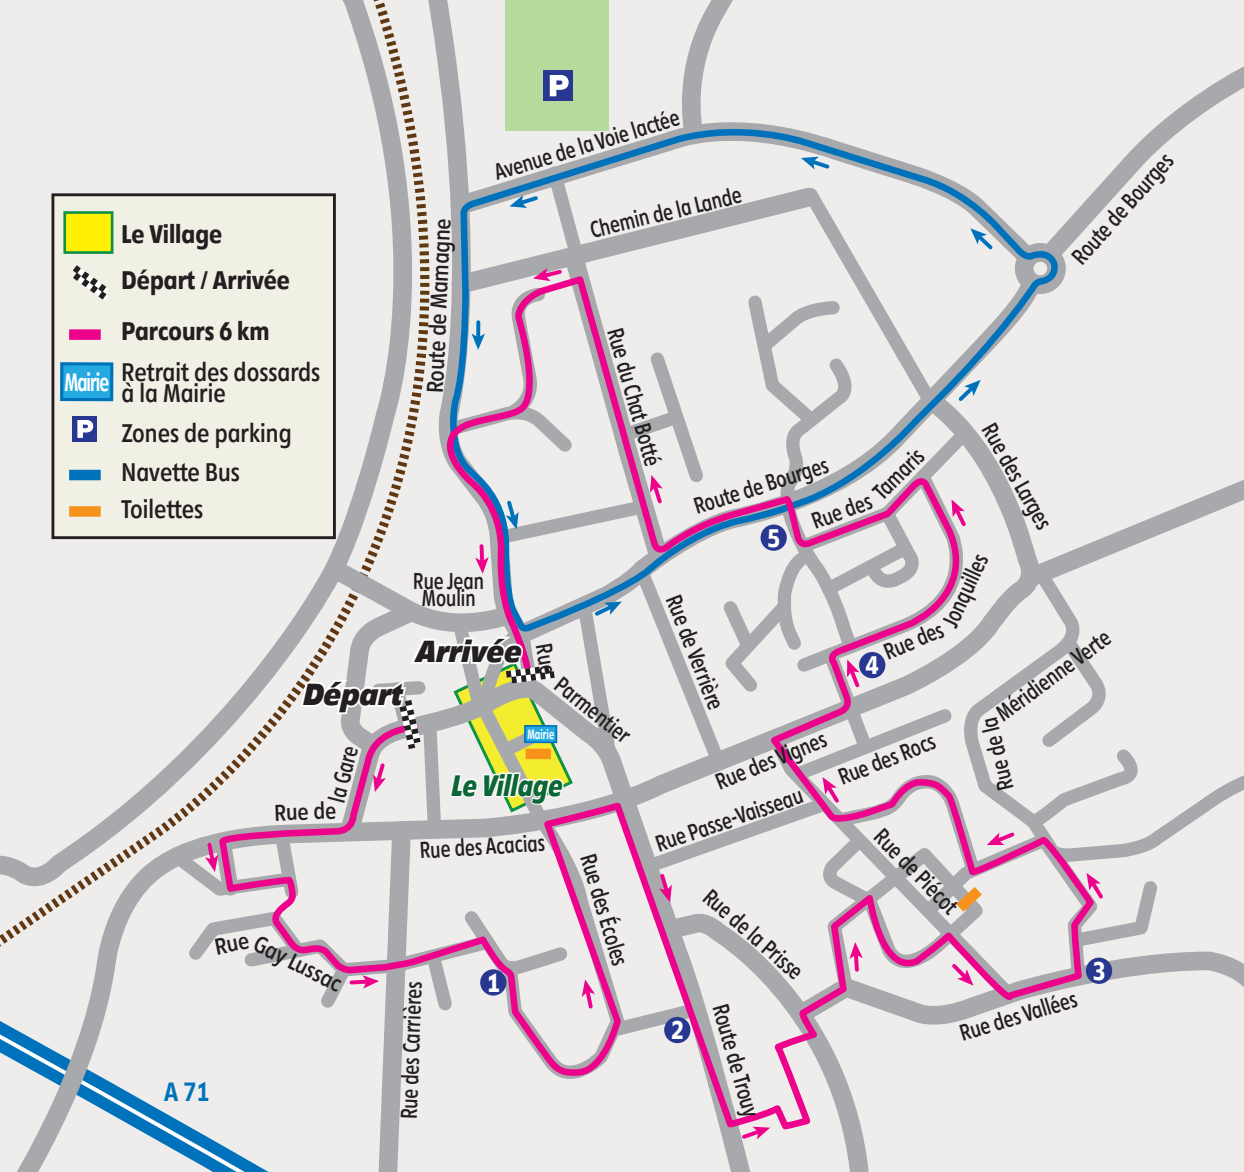 P
Avenue de la Voie lactée
Chemin de la Lande
Route de Bourges
Route de Mamagne
Le Village
Départ / Arrivée
Parcours 6 km
Mairie
Retrait des dossards
à la Mairie
P
Zones de parking
Navette Bus
Toilettes
Rue du Chat Botté
Route de Bourges
Rue des Tamaris
Rue des Larges
5
Rue Jean
Moulin
Rue des Jonquilles
Rue de Verrière
Arrivée
Rue Parmentier
4
Départ
Rue de la Méridienne Verte
Mairie
Le Village
Rue des Vignes
Rue des Rocs
Rue de la Gare
Rue Passe-Vaisseau
Rue des Acacias
Rue de Piécot
Rue des Écoles
Rue de la Prisse
Rue Gay Lussac
1
3
2
Rue des Vallées
Rue des Carrières
Route de Trouy
A 71